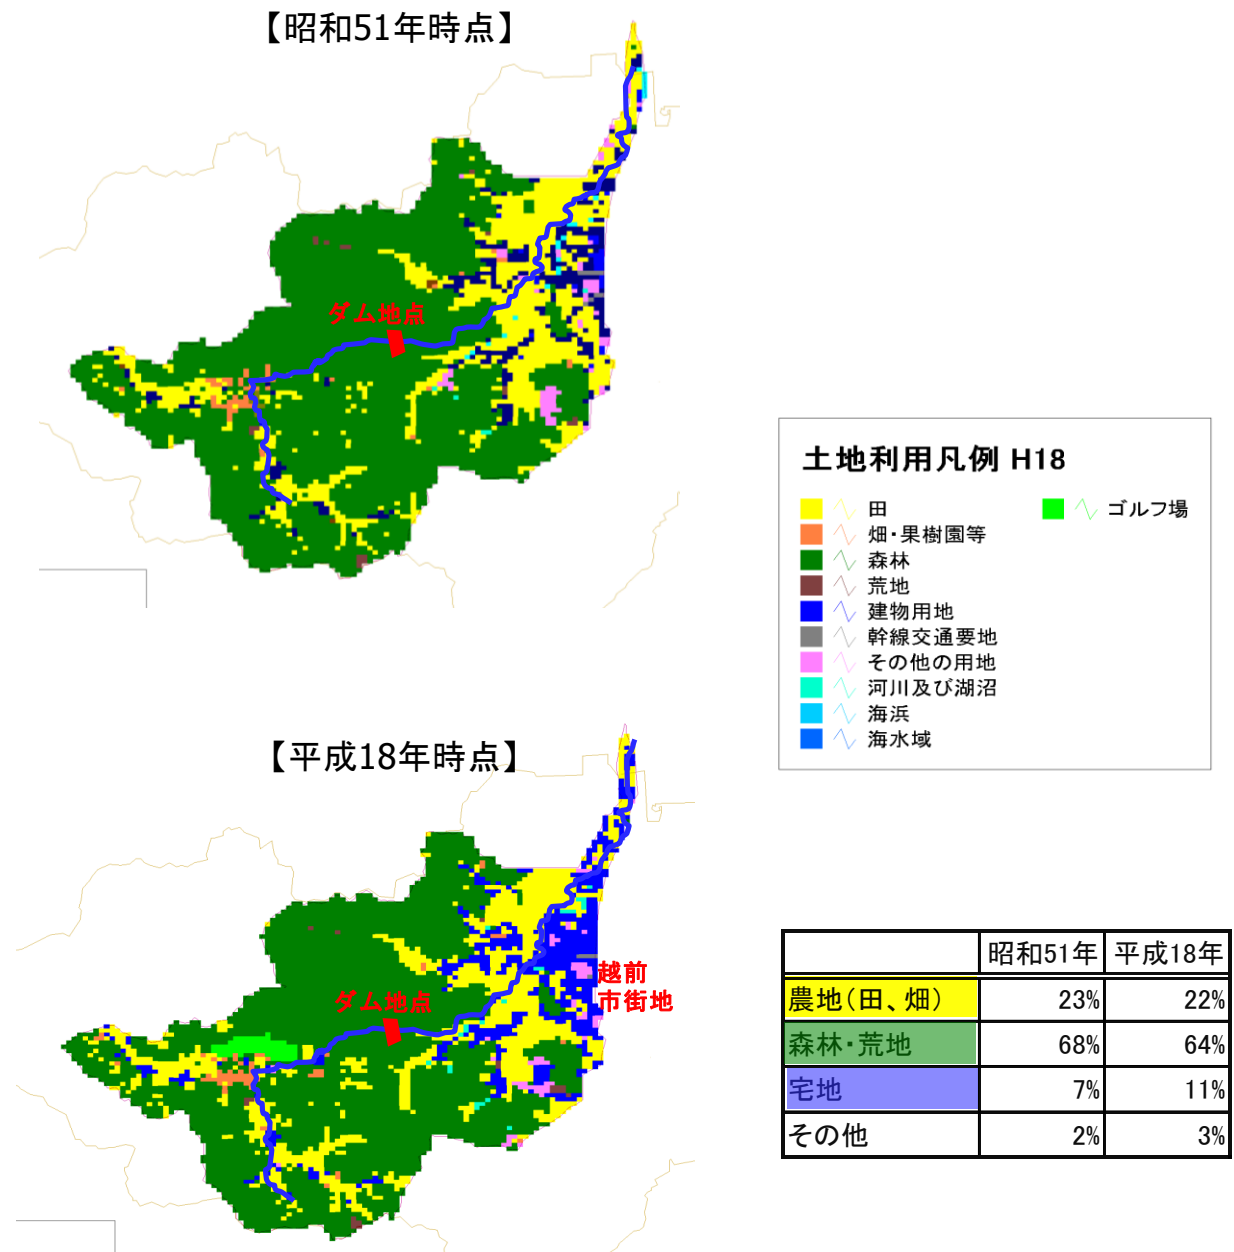 【昭和51年時点】
ダム地点
土地利用凡例 H18
田
ゴルフ場
畑・果樹園等
森林
荒地
建物用地
幹線交通要地
その他の用地
河川及び湖沼
海浜
海水域
【平成18年時点】
越前
市街地
ダム地点
昭和51年 平成18年
農地(田、畑) 23% 22%
森林・荒地 68% 64%
宅地 7% 11%
その他 2% 3%